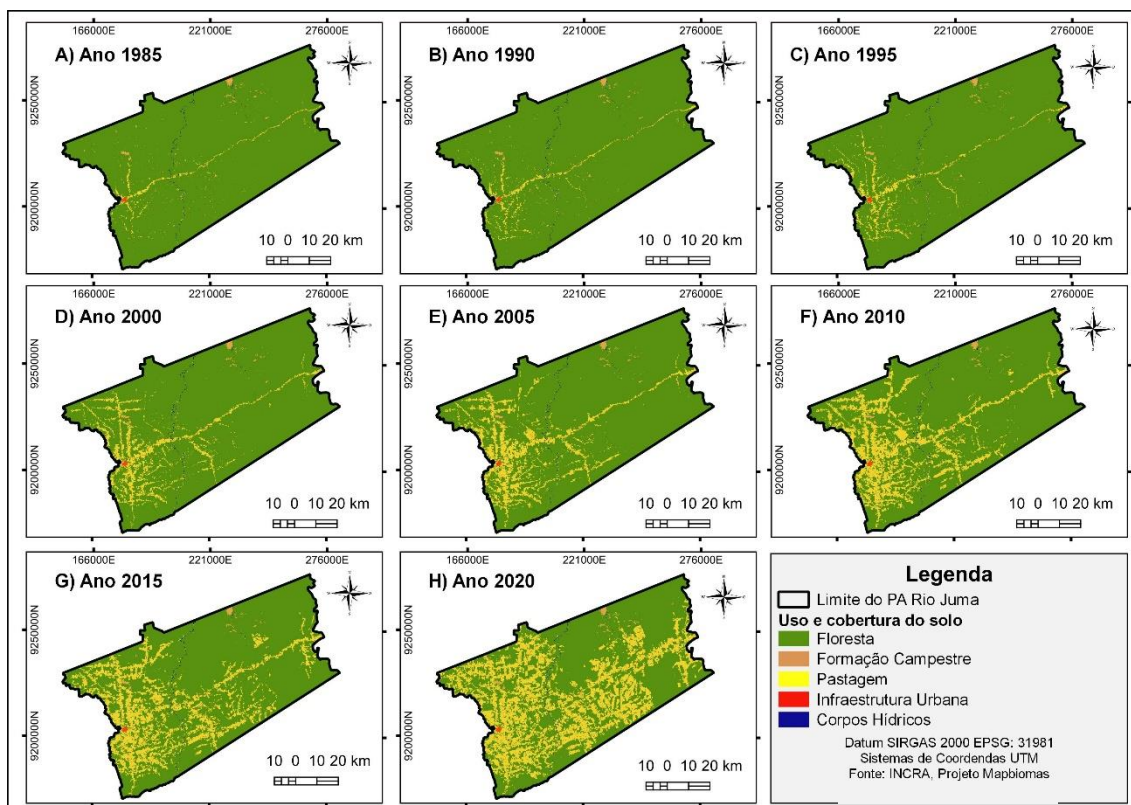 166000E 221000E 276000E 166000E 221000E 276000E 166000E 221000E 276000E
A) Ano 1985
B) Ano 1990
C) Ano 1995
9250000N
9200000N
9250000N
9200000N
9250000N
9200000N
10 0 10 20 km
10 0 10 20 km
10 0 10 20 km
166000E 221000E 276000E 166000E 221000E 276000E 166000E 221000E 276000E
D) Ano 2000
E) Ano 2005
F) Ano 2010
9250000N
9200000N
9250000N
9200000N
9250000N
9200000N
10 0 10 20 km
10 0 10 20 km
10 0 10 20 km
166000E 221000E 276000E 166000E 221000E 276000E
G) Ano 2015
H) Ano 2020
9250000N
9200000N
9250000N
9200000N
10 0 10 20 km
10 0 10 20 km
Legenda
Limite do PA Rio Juma
Uso e cobertura do solo
Floresta
Formação Campestre
Pastagem
Infraestrutura Urbana
Corpos Hídricos
Datum SIRGAS 2000 EPSG: 31981
Sistemas de Coordendas UTM
Fonte: INCRA, Projeto Mapbiomas